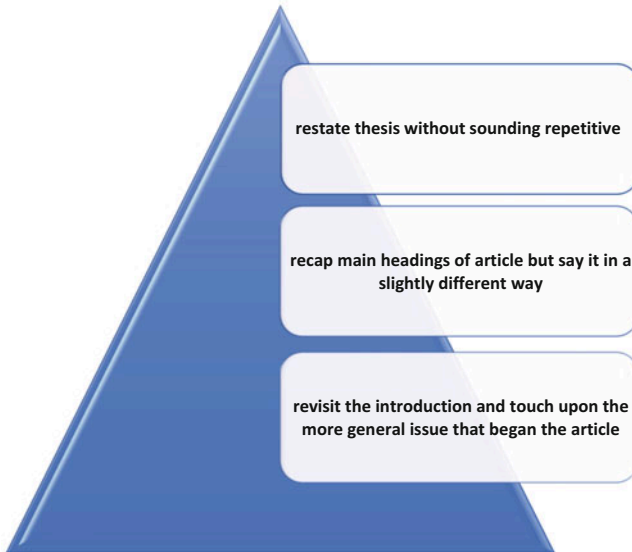 restate thesis without sounding repetitive
recap main headings of article but say it in a
slightly different way
revisit the introduction and touch upon the
more general issue that began the article